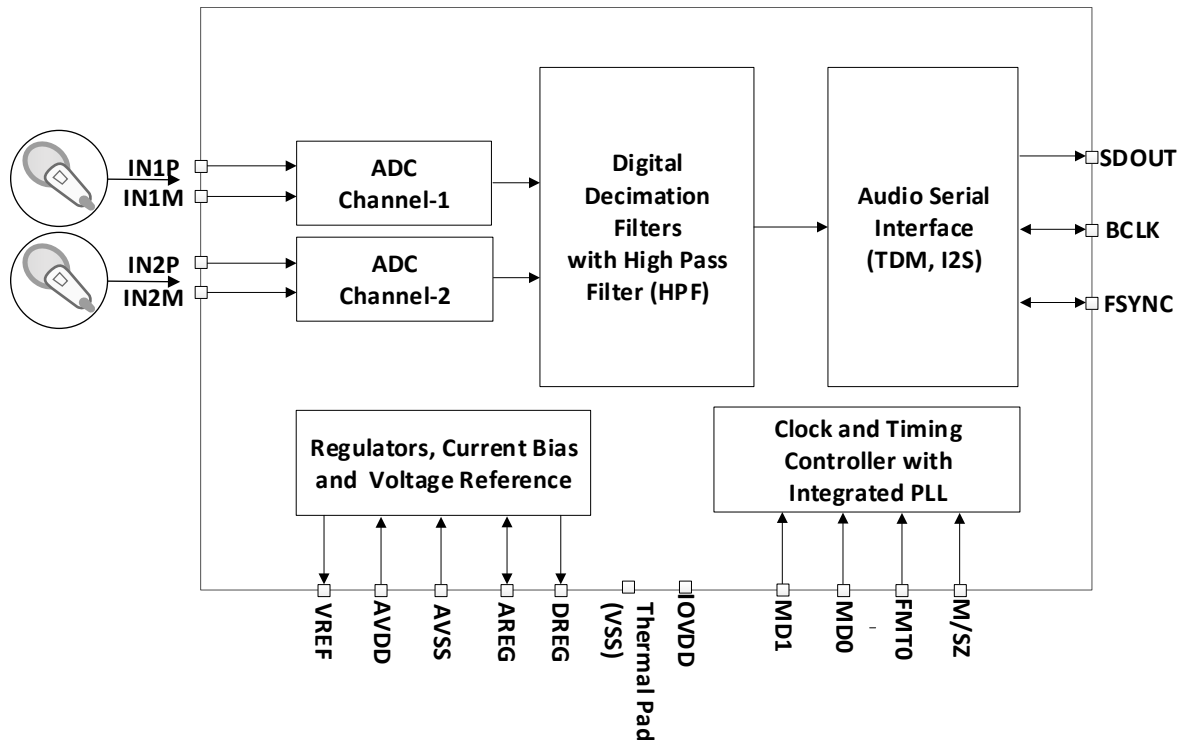 IN1P
IN1M
IN2P
IN2M
ADC
Channel-1
ADC
Channel-2
Digital
Decimation
Filters
with High Pass
Filter (HPF)
Audio Serial
Interface
(TDM, I2S)
SDOUT
BCLK
FSYNC
Regulators, Current Bias
and Voltage Reference
Clock and Timing
Controller with
Integrated PLL
VREF
AVDD
AVSS
AREG
DREG
Thermal Pad
(VSS)
IOVDD
MD1
MD0
FMT0
M/SZ